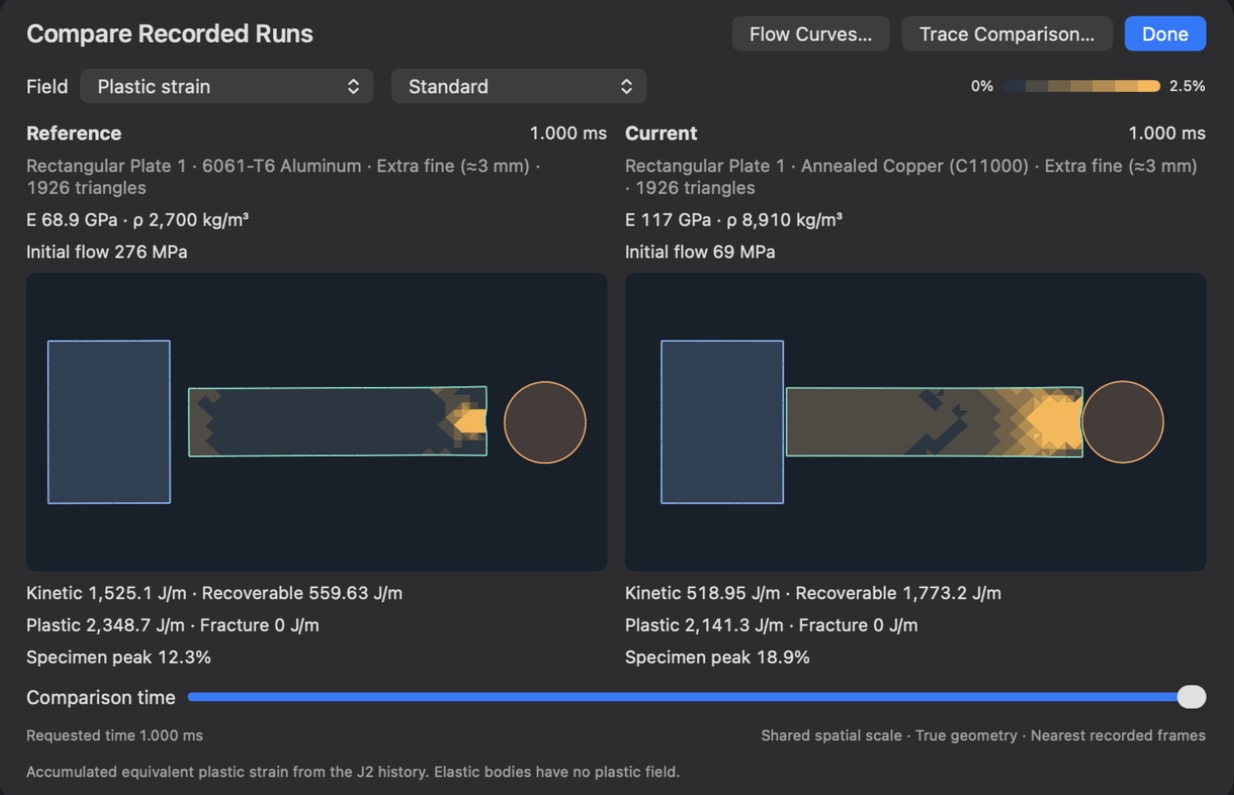 Compare Recorded Runs
Flow Curves...
Trace Comparison...
Done
Field
Plastic strain
Standard
0%
2.5%
Reference
1.000 ms
Rectangular Plate 1 · 6061-T6 Aluminum · Extra fine (≈3 mm) ·
1926 triangles
E 68.9 GPa · ρ 2,700 kg/m³
Initial flow 276 MPa
Kinetic 1,525.1 J/m · Recoverable 559.63 J/m
Plastic 2,348.7 J/m · Fracture 0 J/m
Specimen peak 12.3%
Current
1.000 ms
Rectangular Plate 1 · Annealed Copper (C11000) · Extra fine (≈3 mm)
· 1926 triangles
E 117 GPa · ρ 8,910 kg/m³
Initial flow 69 MPa
Kinetic 518.95 J/m · Recoverable 1,773.2 J/m
Plastic 2,141.3 J/m · Fracture 0 J/m
Specimen peak 18.9%
Comparison time
Requested time 1.000 ms
Shared spatial scale · True geometry · Nearest recorded frames
Accumulated equivalent plastic strain from the J2 history. Elastic bodies have no plastic field.